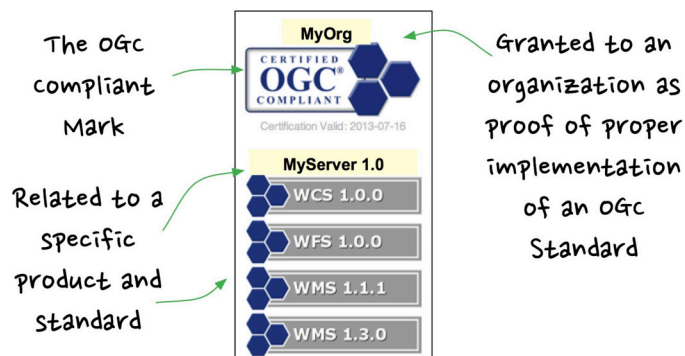 The OGC
compliant
Mark
MyOrg
CERTIFIED
OGC®
COMPLIANT
Certification Valid: 2013-07-16
Granted to an
organization as
proof of proper
implementation
of an OGC
Standard
Related to a
specific
product and
standard
MyServer 1.0
WCS 1.0.0
WFS 1.0.0
WMS 1.1.1
WMS 1.3.0